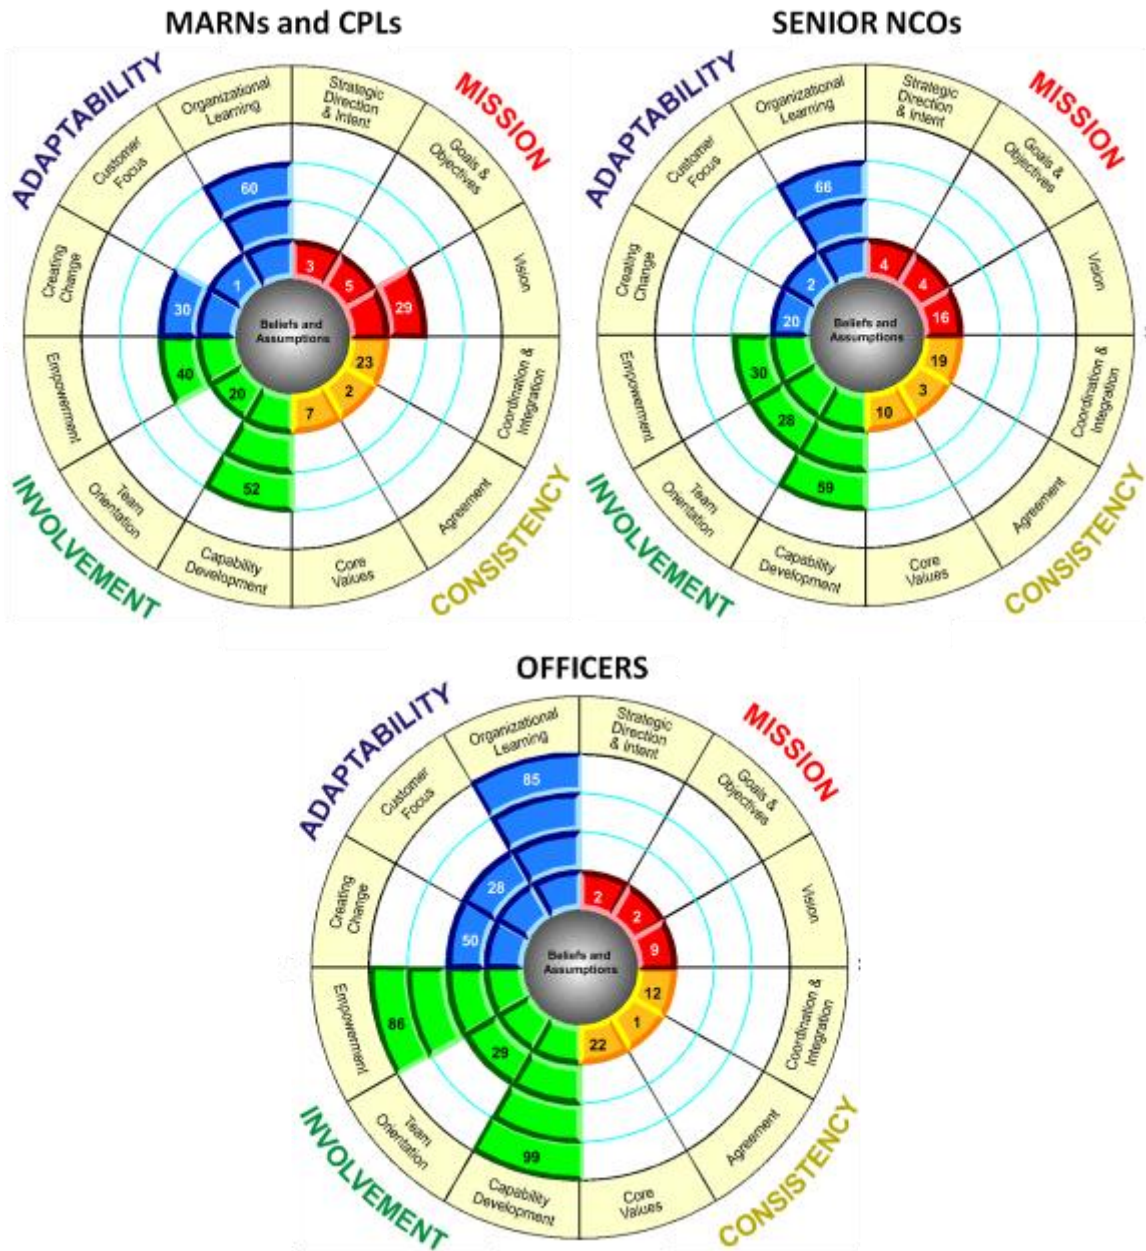 MARNs and CPLs
ADAPTABILITY
MISSION
Organizational
Learning
Strategic
Direction
& Intent
Customer
Focus
Goals &
Objectives
Creating
Change
Vision
60
1
30
3
5
29
Beliefs and
Assumptions
40
20
52
23
2
7
Empowerment
Coordination &
Integration
Team
Orientation
Agreement
Capability
Development
Core
Values
INVOLVEMENT
CONSISTENCY
SENIOR NCOs
ADAPTABILITY
MISSION
Organizational
Learning
Strategic
Direction
& Intent
Customer
Focus
Goals &
Objectives
Creating
Change
Vision
66
2
20
4
4
16
Beliefs and
Assumptions
30
28
59
19
3
10
Empowerment
Coordination &
Integration
Team
Orientation
Agreement
Capability
Development
Core
Values
INVOLVEMENT
CONSISTENCY
OFFICERS
ADAPTABILITY
MISSION
Organizational
Learning
Strategic
Direction
& Intent
Customer
Focus
Goals &
Objectives
Creating
Change
Vision
85
28
50
2
2
9
Beliefs and
Assumptions
86
29
99
12
1
22
Empowerment
Coordination &
Integration
Team
Orientation
Agreement
Capability
Development
Core
Values
INVOLVEMENT
CONSISTENCY